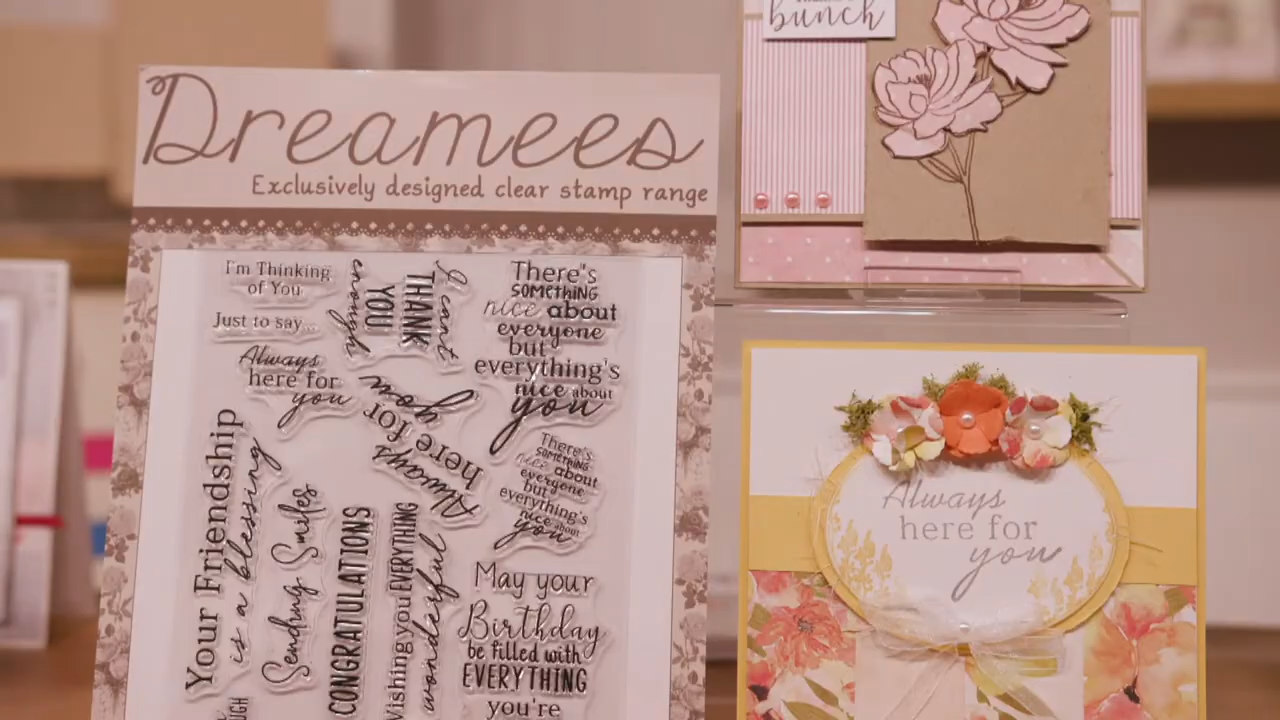 Dreamees
Exclusively designed clear stamp range
I'm Thinking
of You
Just to say...
Always
here for
you
I can't
THANK
YOU
enough
There's
SOMETHING
nice about
everyone
but
everything's
nice about
you
Always
here for
you
There's
SOMETHING
nice about
everyone
but
everything's
nice about
you
Your Friendship
is a blessing
Sending Smiles
CONGRATULATIONS
Wishing you EVERYTHING
wonderful
May your
Birthday
be filled with
EVERYTHING
you're
bunch
Always
here for
you